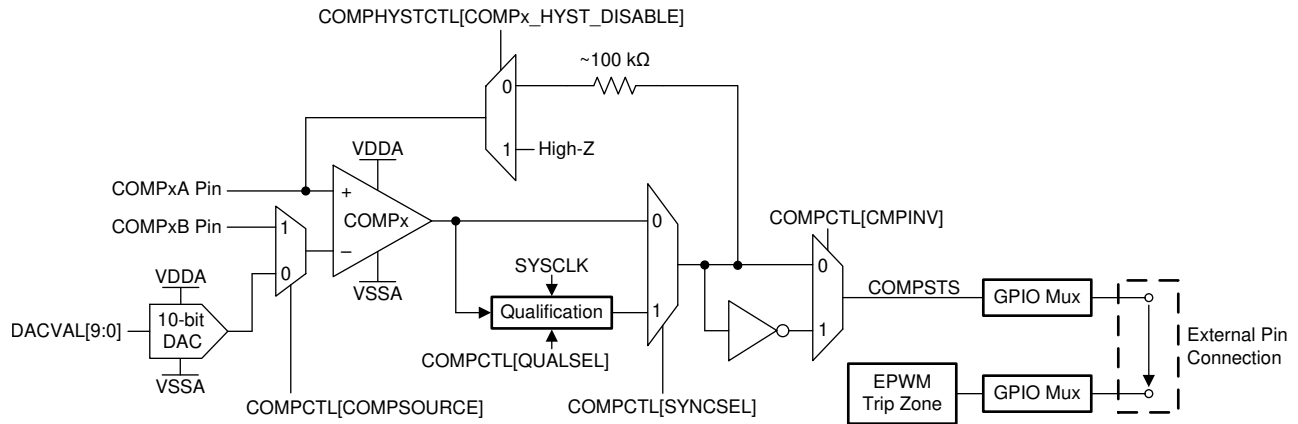 COMPHYSTCTL[COMPx_HYST_DISABLE]
~100 kΩ
0
1
High-Z
VDDA
COMPxA Pin
+
COMPx
−
VSSA
COMPxB Pin
1
0
VDDA
DACVAL[9:0]
10-bit
DAC
VSSA
COMPCTL[COMPSOURCE]
SYSCLK
Qualification
COMPCTL[QUALSEL]
0
1
COMPCTL[SYNCSEL]
COMPCTL[CMPINV]
0
1
COMPSTS
GPIO Mux
External Pin
Connection
EPWM
Trip Zone
GPIO Mux